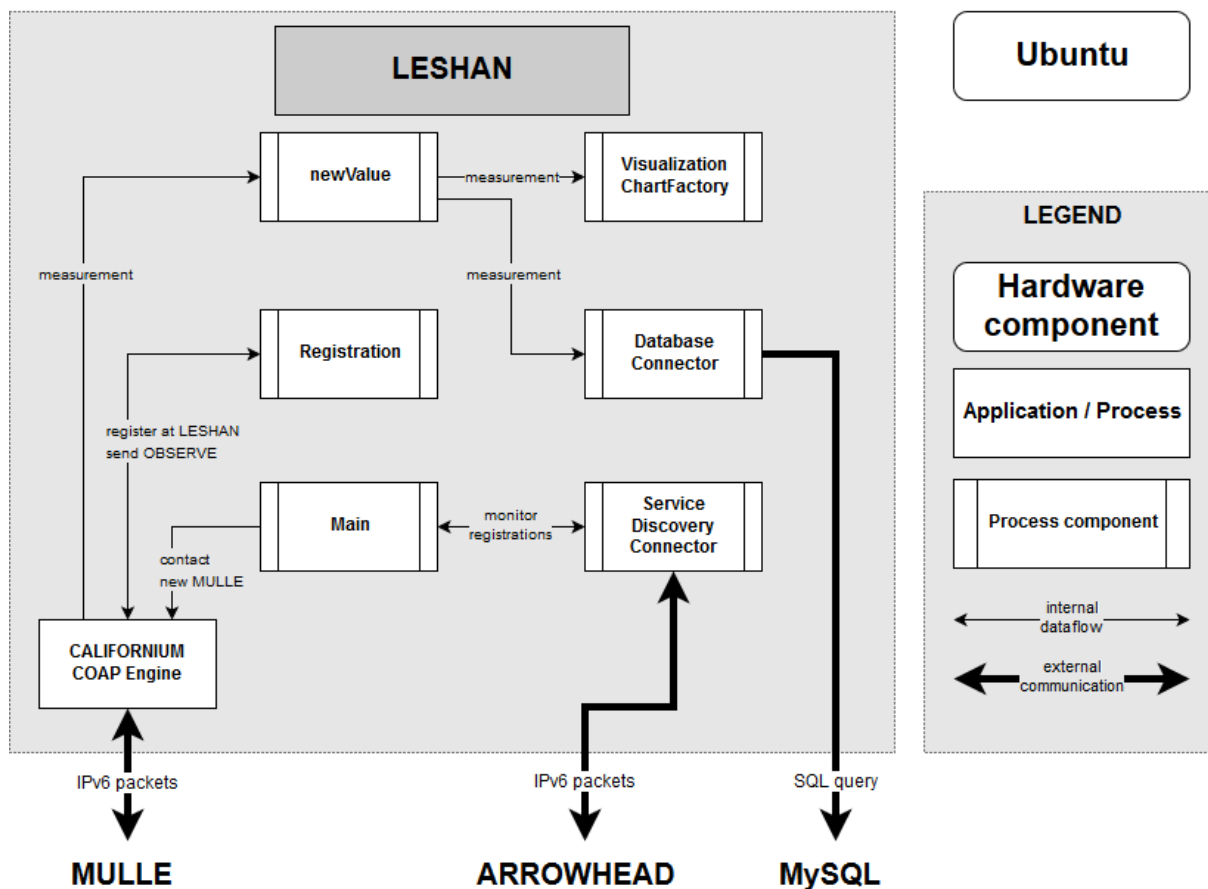 LESHAN
Ubuntu
newValue
measurement
Visualization
ChartFactory
measurement
measurement
Registration
Database
Connector
register at LESHAN
send OBSERVE
Main
monitor
registrations
Service
Discovery
Connector
contact
new MULLE
CALIFORNIUM
COAP Engine
IPv6 packets
IPv6 packets
SQL query
MULLE
ARROWHEAD
MySQL
LEGEND
Hardware
component
Application / Process
Process component
internal
dataflow
external
communication